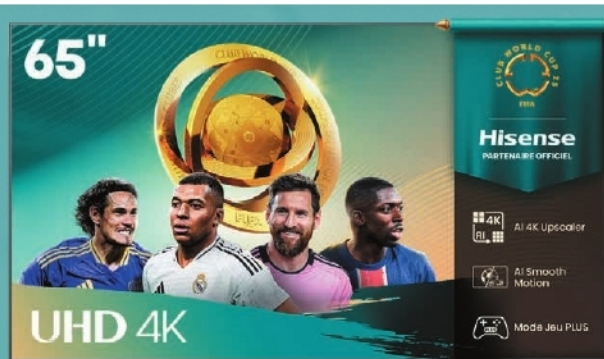 65"
CLUB WORLD CUP 25
FIFA
Hisense
PARTENAIRE OFFICIEL
4K
AI
AI 4K Upscaler
AI Smooth
Motion
PLUS
Mode Jeu PLUS
UHD 4K